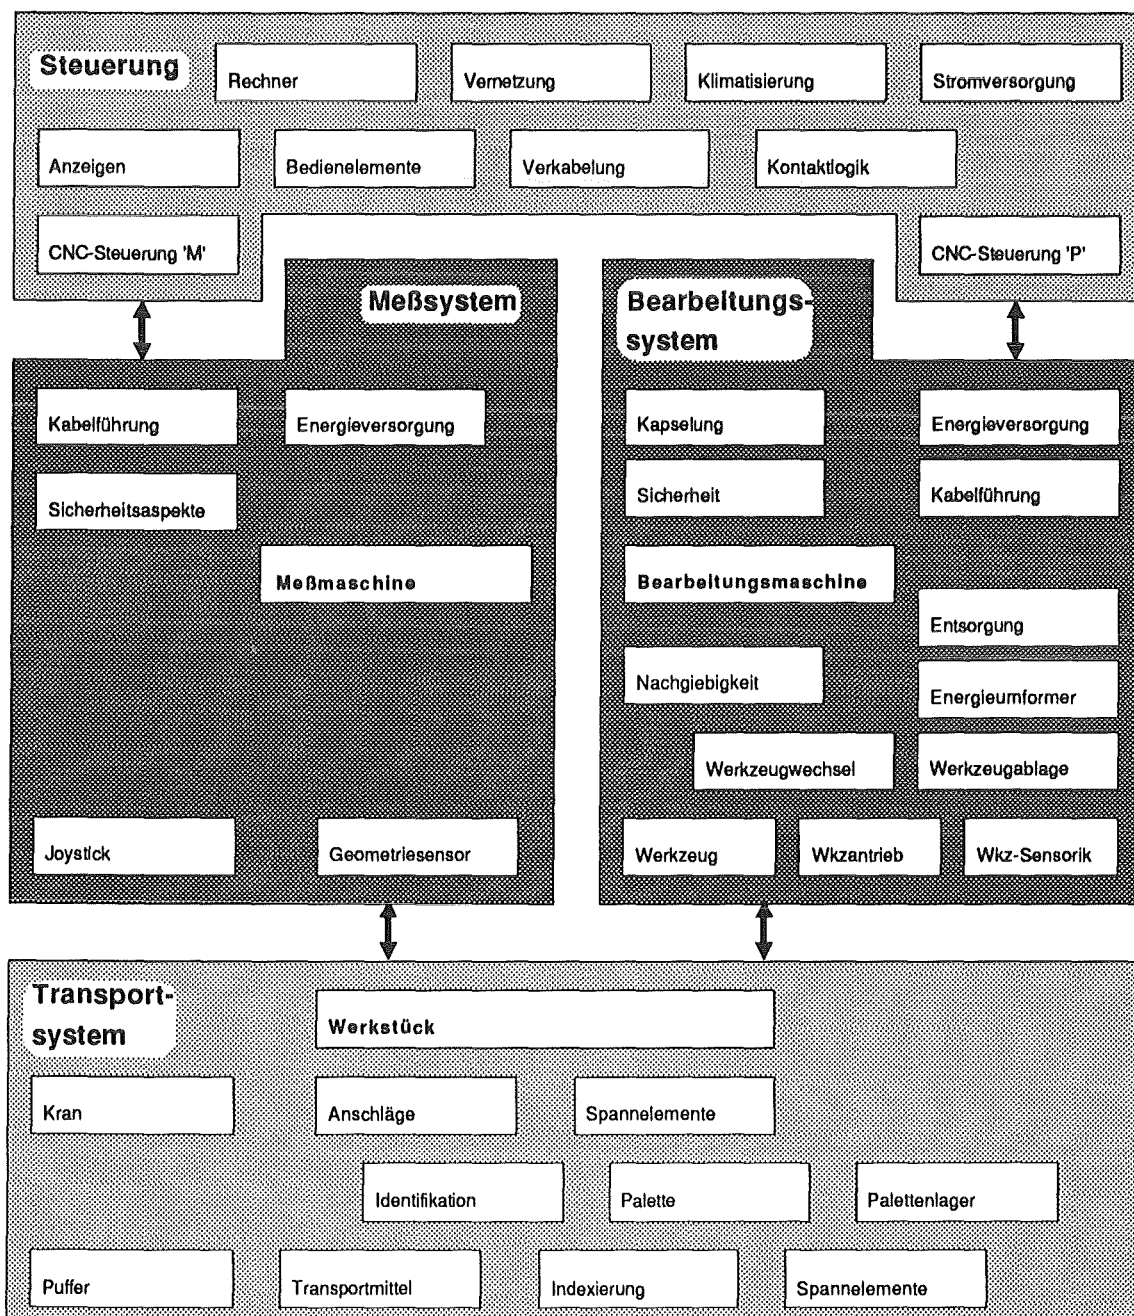 Steuerung
Rechner
Vernetzung
Klimatisierung
Stromversorgung
Anzeigen
Bedienelemente
Verkabelung
Kontaktlogik
CNC-Steuerung 'M'
CNC-Steuerung 'P'
Meßsystem
Kabelführung
Energieversorgung
Sicherheitsaspekte
Meßmaschine
Joystick
Geometriesensor
Bearbeitungs-
system
Kapselung
Energieversorgung
Sicherheit
Kabelführung
Bearbeitungsmaschine
Entsorgung
Nachgiebigkeit
Energieumformer
Werkzeugwechsel
Werkzeugablage
Werkzeug
Wkzantrieb
Wkz-Sensorik
Transport-
system
Werkstück
Kran
Anschläge
Spannelemente
Identifikation
Palette
Palettenlager
Puffer
Transportmittel
Indexierung
Spannelemente